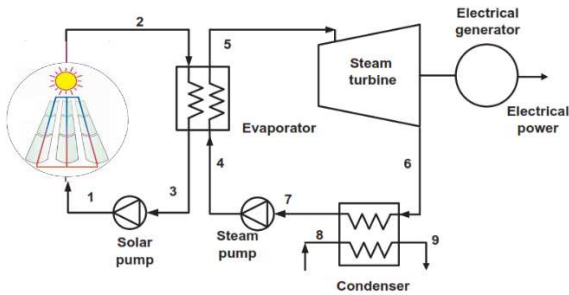 2
5
Steam
turbine
Electrical
generator
Electrical
power
Evaporator
4
6
1
3
7
Solar
pump
Steam
pump
8
9
Condenser